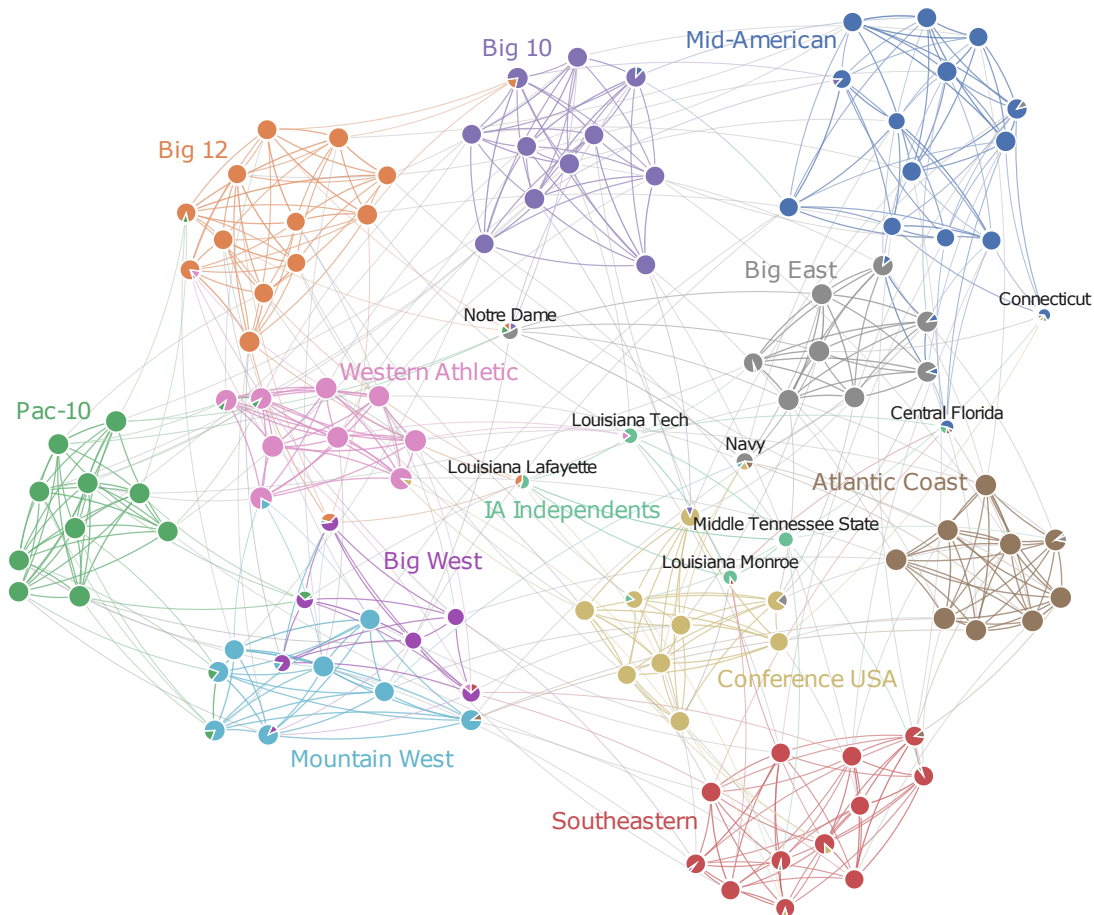 Mid-American
Big 10
Big 12
Big East
Connecticut
Notre Dame
Western Athletic
Pac-10
Louisiana Tech
Central Florida
Navy
Louisiana Lafayette
Atlantic Coast
IA Independents
Middle Tennessee State
Big West
Louisiana Monroe
Conference USA
Mountain West
Southeastern